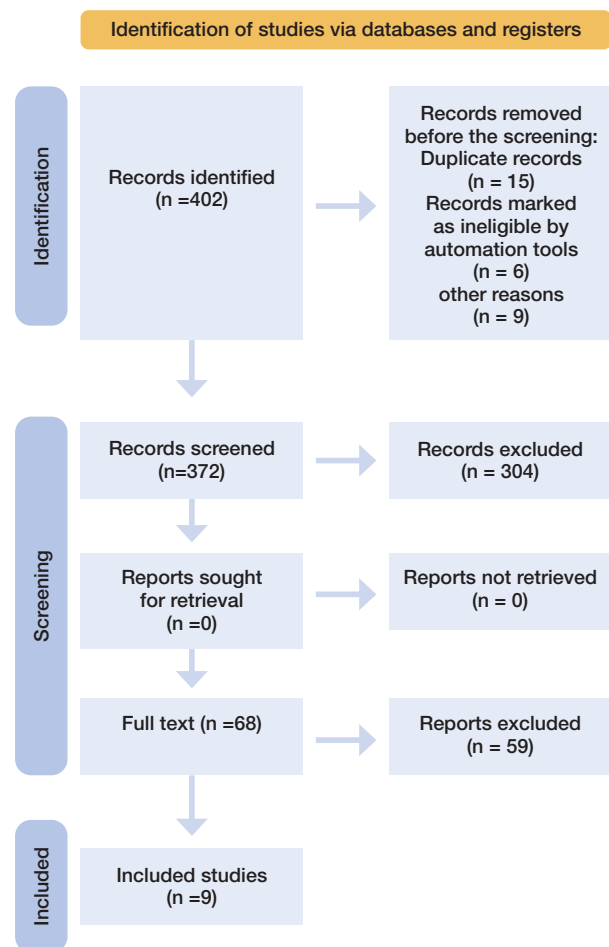 Identification of studies via databases and registers
Identification
Records identified
(n =402)
Records removed
before the screening:
Duplicate records
(n = 15)
Records marked
as ineligible by
automation tools
(n = 6)
other reasons
(n = 9)
Screening
Records screened
(n=372)
Records excluded
(n = 304)
Reports sought
for retrieval
(n =0)
Reports not retrieved
(n = 0)
Full text (n =68)
Reports excluded
(n = 59)
Included
Included studies
(n =9)